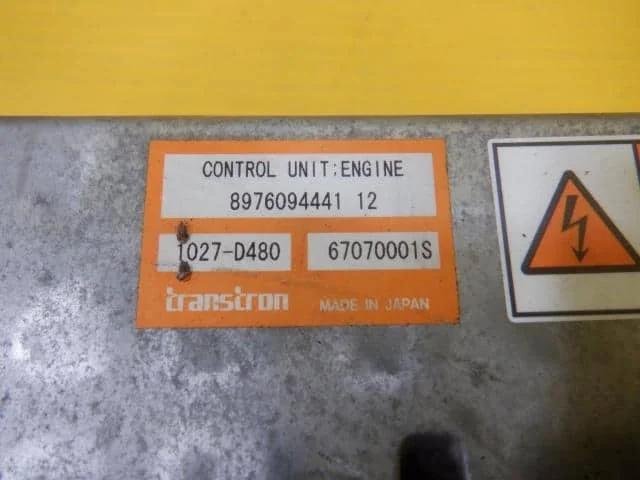 CONTROL UNIT:ENGINE
8976094441 12
1027-D480 67070001S
transtron MADE IN JAPAN